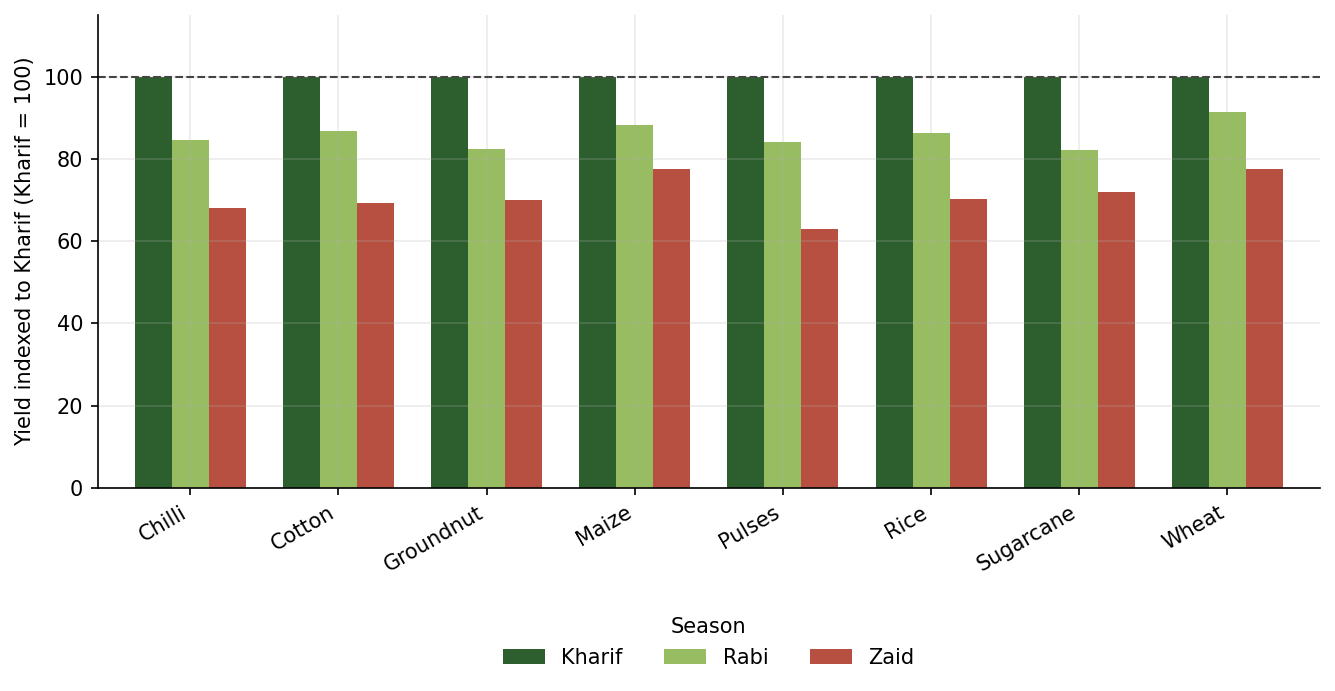 Yield indexed to Kharif (Kharif = 100)
100
80
60
40
20
0
Chilli
Cotton
Groundnut
Maize
Pulses
Rice
Sugarcane
Wheat
Season
Kharif
Rabi
Zaid